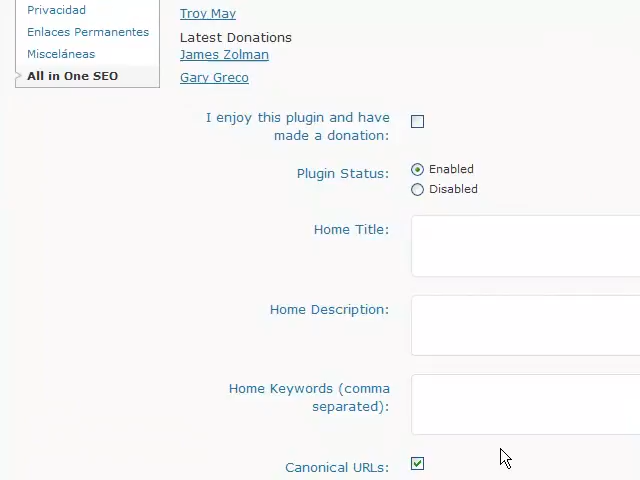 Privacidad
Enlaces Permanentes
Misceláneas
All in One SEO
Troy May
Latest Donations
James Zolman
Gary Greco
I enjoy this plugin and have
made a donation:
Plugin Status:
Enabled
Disabled
Home Title:
Home Description:
Home Keywords (comma
separated):
Canonical URLs: